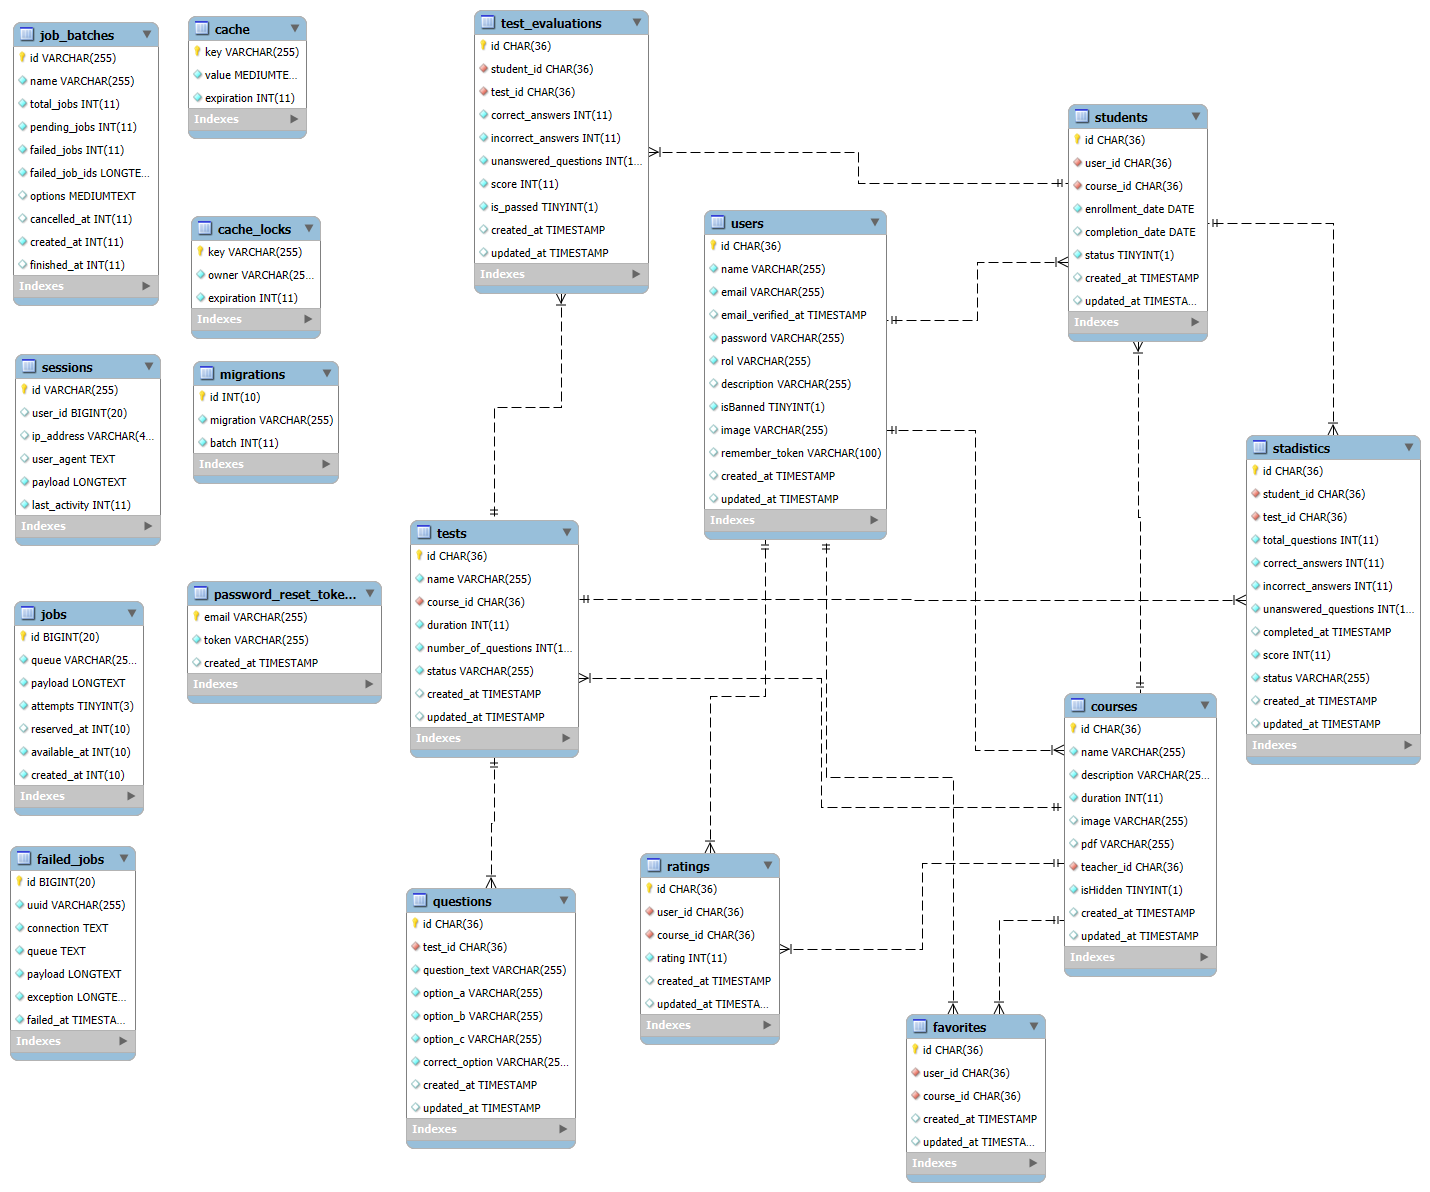 job_batches
id VARCHAR(255)
name VARCHAR(255)
total_jobs INT(11)
pending_jobs INT(11)
failed_jobs INT(11)
failed_job_ids LONGTE...
options MEDIUMTEXT
cancelled_at INT(11)
created_at INT(11)
finished_at INT(11)
Indexes
cache
key VARCHAR(255)
value MEDIUMTE...
expiration INT(11)
Indexes
cache_locks
key VARCHAR(255)
owner VARCHAR(25...
expiration INT(11)
Indexes
sessions
id VARCHAR(255)
user_id BIGINT(20)
ip_address VARCHAR(4...
user_agent TEXT
payload LONGTEXT
last_activity INT(11)
Indexes
migrations
id INT(10)
migration VARCHAR(255)
batch INT(11)
Indexes
jobs
id BIGINT(20)
queue VARCHAR(25...
payload LONGTEXT
attempts TINYINT(3)
reserved_at INT(10)
available_at INT(10)
created_at INT(10)
Indexes
password_reset_toke...
email VARCHAR(255)
token VARCHAR(255)
created_at TIMESTAMP
Indexes
failed_jobs
id BIGINT(20)
uuid VARCHAR(255)
connection TEXT
queue TEXT
payload LONGTEXT
exception LONGTE...
failed_at TIMESTA...
Indexes
test_evaluations
id CHAR(36)
student_id CHAR(36)
test_id CHAR(36)
correct_answers INT(11)
incorrect_answers INT(11)
unanswered_questions INT(1...
score INT(11)
is_passed TINYINT(1)
created_at TIMESTAMP
updated_at TIMESTAMP
Indexes
users
id CHAR(36)
name VARCHAR(255)
email VARCHAR(255)
email_verified_at TIMESTAMP
password VARCHAR(255)
rol VARCHAR(255)
description VARCHAR(255)
isBanned TINYINT(1)
image VARCHAR(255)
remember_token VARCHAR(100)
created_at TIMESTAMP
updated_at TIMESTAMP
Indexes
students
id CHAR(36)
user_id CHAR(36)
course_id CHAR(36)
enrollment_date DATE
completion_date DATE
status TINYINT(1)
created_at TIMESTAMP
updated_at TIMESTA...
Indexes
stadistics
id CHAR(36)
student_id CHAR(36)
test_id CHAR(36)
total_questions INT(11)
correct_answers INT(11)
incorrect_answers INT(11)
unanswered_questions INT(1...
completed_at TIMESTAMP
score INT(11)
status VARCHAR(255)
created_at TIMESTAMP
updated_at TIMESTAMP
Indexes
tests
id CHAR(36)
name VARCHAR(255)
course_id CHAR(36)
duration INT(11)
number_of_questions INT(1...
status VARCHAR(255)
created_at TIMESTAMP
updated_at TIMESTAMP
Indexes
courses
id CHAR(36)
name VARCHAR(255)
description VARCHAR(25...
duration INT(11)
image VARCHAR(255)
pdf VARCHAR(255)
teacher_id CHAR(36)
isHidden TINYINT(1)
created_at TIMESTAMP
updated_at TIMESTAMP
Indexes
questions
id CHAR(36)
test_id CHAR(36)
question_text VARCHAR(255)
option_a VARCHAR(255)
option_b VARCHAR(255)
option_c VARCHAR(255)
correct_option VARCHAR(25...
created_at TIMESTAMP
updated_at TIMESTAMP
Indexes
ratings
id CHAR(36)
user_id CHAR(36)
course_id CHAR(36)
rating INT(11)
created_at TIMESTAMP
updated_at TIMESTA...
Indexes
favorites
id CHAR(36)
user_id CHAR(36)
course_id CHAR(36)
created_at TIMESTAMP
updated_at TIMESTA...
Indexes